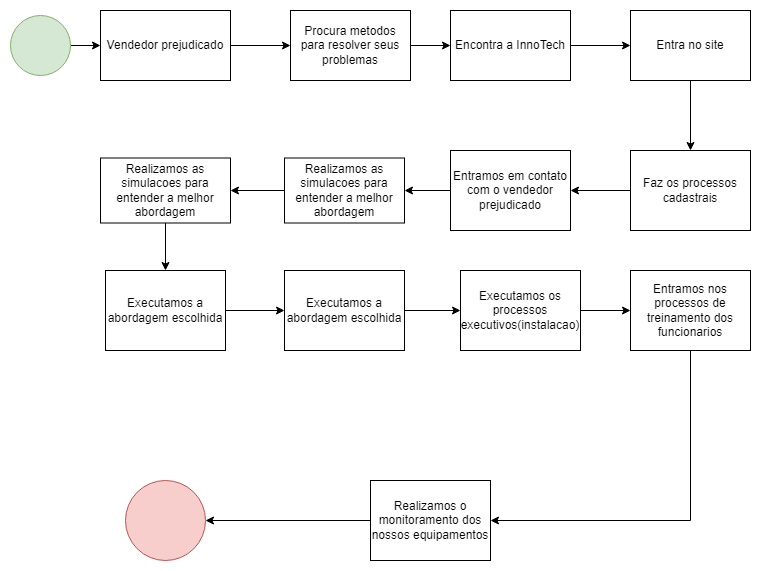 Vendedor prejudicado
Procura metodos
para resolver seus
problemas
Encontra a InnoTech
Entra no site
Faz os processos
cadastrais
Entramos em contato
com o vendedor
prejudicado
Realizamos as
simulacoes para
entender a melhor
abordagem
Realizamos as
simulacoes para
entender a melhor
abordagem
Executamos a
abordagem escolhida
Executamos a
abordagem escolhida
Executamos os
processos
executivos(instalacao)
Entramos nos
processos de
treinamento dos
funcionarios
Realizamos o
monitoramento dos
nossos equipamentos